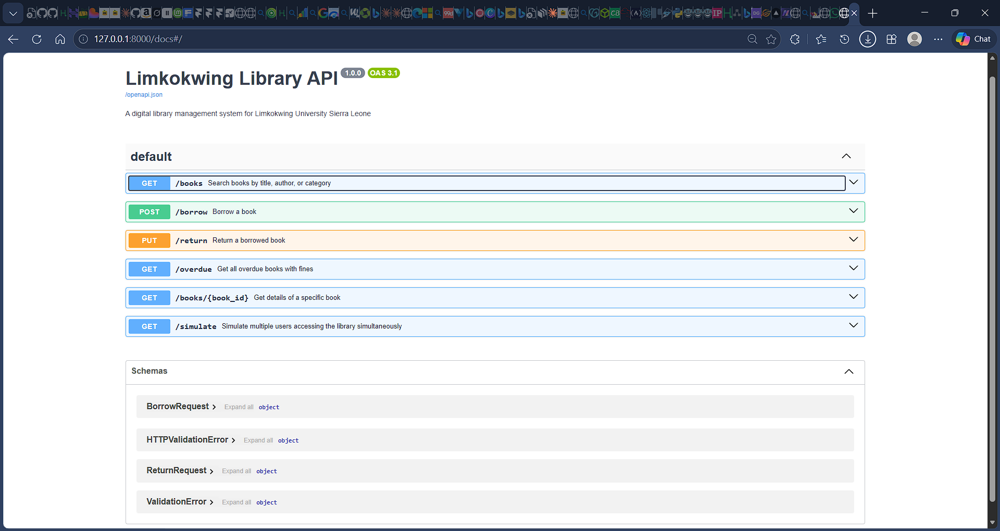 127.0.0.1:8000/docs#/
Chat
Limkokwing Library API 1.0.0 OAS 3.1
/openapi.json
A digital library management system for Limkokwing University Sierra Leone
default
GET /books Search books by title, author, or category
POST /borrow Borrow a book
PUT /return Return a borrowed book
GET /overdue Get all overdue books with fines
GET /books/{book_id} Get details of a specific book
GET /simulate Simulate multiple users accessing the library simultaneously
Schemas
BorrowRequest Expand all object
HTTPValidationError Expand all object
ReturnRequest Expand all object
ValidationError Expand all object